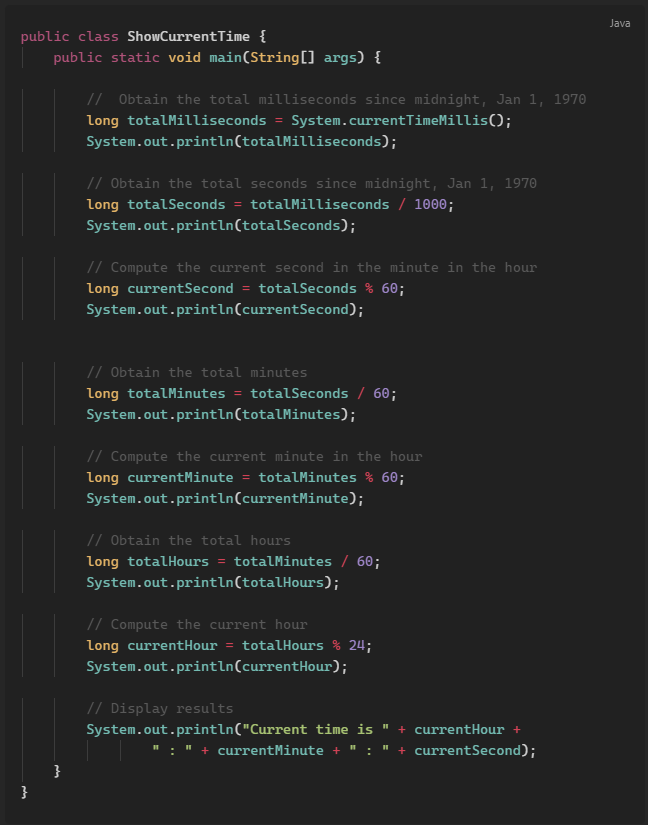 Java
public class ShowCurrentTime {
    public static void main(String[] args) {

        //  Obtain the total milliseconds since midnight, Jan 1, 1970
        long totalMilliseconds = System.currentTimeMillis();
        System.out.println(totalMilliseconds);

        // Obtain the total seconds since midnight, Jan 1, 1970
        long totalSeconds = totalMilliseconds / 1000;
        System.out.println(totalSeconds);

        // Compute the current second in the minute in the hour
        long currentSecond = totalSeconds % 60;
        System.out.println(currentSecond);


        // Obtain the total minutes
        long totalMinutes = totalSeconds / 60;
        System.out.println(totalMinutes);

        // Compute the current minute in the hour
        long currentMinute = totalMinutes % 60;
        System.out.println(currentMinute);

        // Obtain the total hours
        long totalHours = totalMinutes / 60;
        System.out.println(totalHours);

        // Compute the current hour
        long currentHour = totalHours % 24;
        System.out.println(currentHour);

        // Display results
        System.out.println("Current time is " + currentHour +
                " : " + currentMinute + " : " + currentSecond);
    }
}